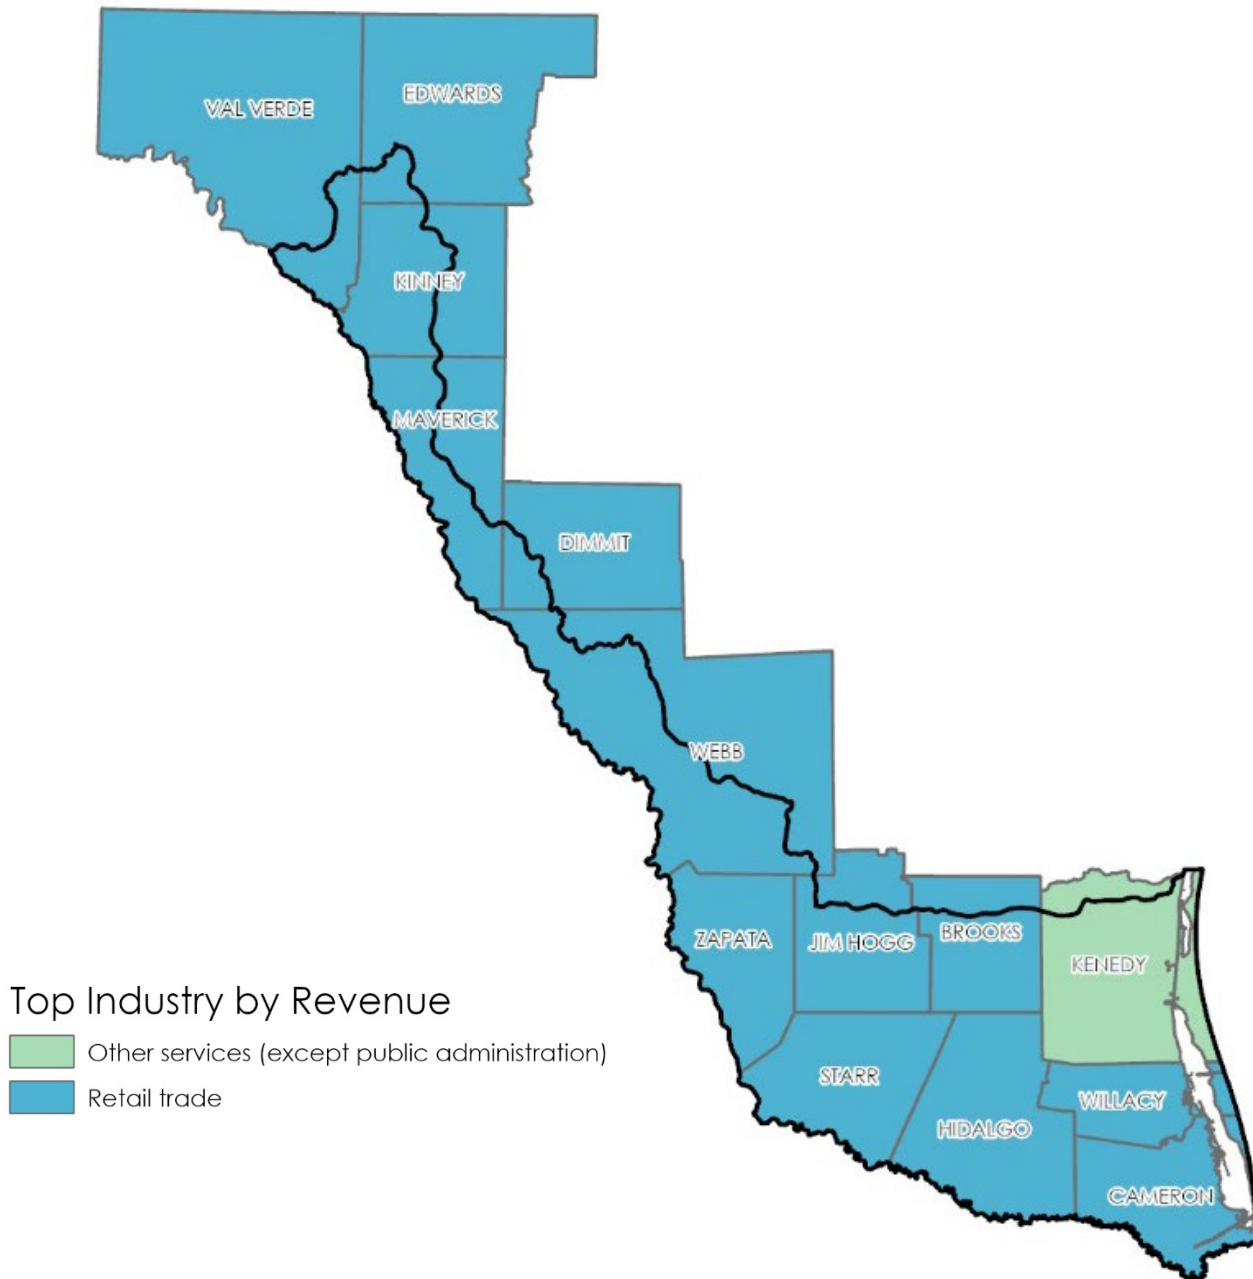 VAL VERDE
EDWARDS
KINNEY
MAVERICK
DIMMIT
WEBB
ZAPATA
JIM HOGG
BROOKS
KENEDY
STARR
HIDALGO
WILLACY
CAMERON
Top Industry by Revenue
Other services (except public administration)
Retail trade